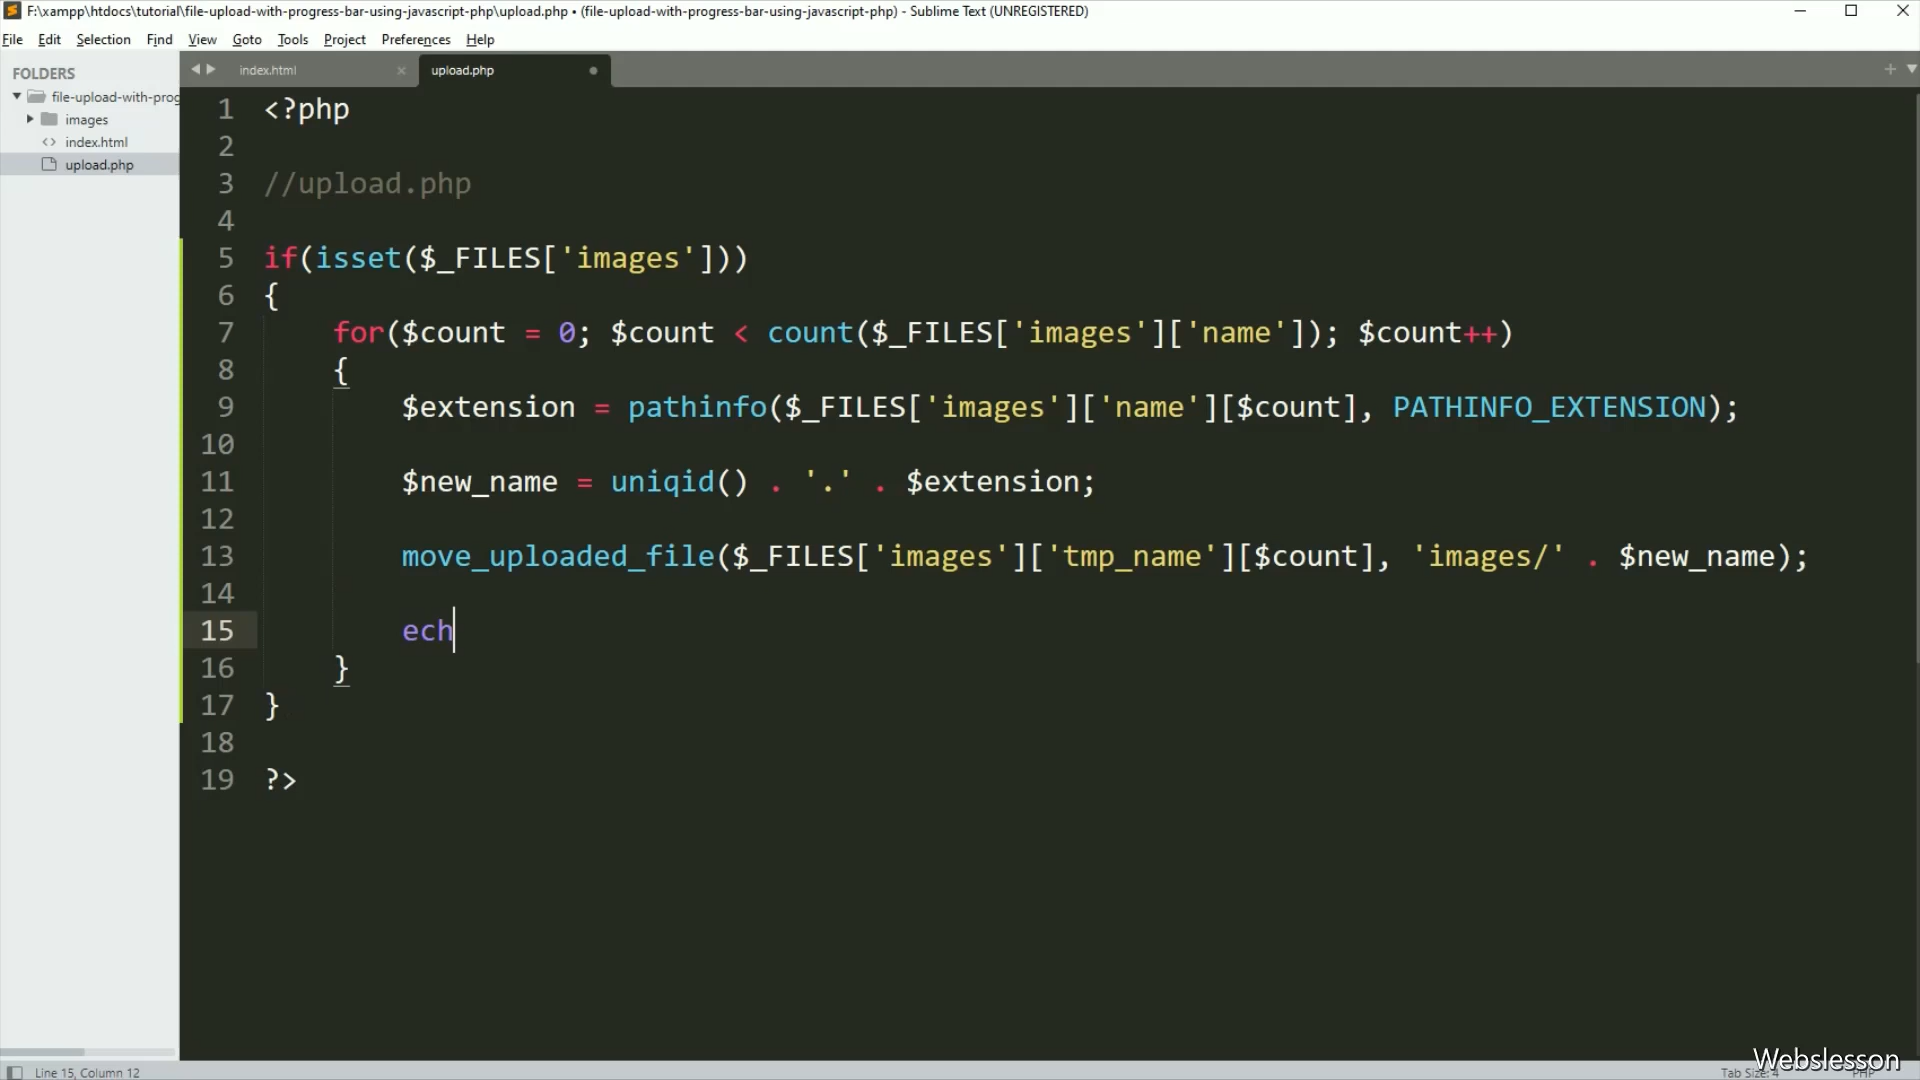 F:\xampp\htdocs\tutorial\file-upload-with-progress-bar-using-javascript-php\upload.php • (file-upload-with-progress-bar-using-javascript-php) - Sublime Text (UNREGISTERED)
File Edit Selection Find View Goto Tools Project Preferences Help
FOLDERS
file-upload-with-prog
images
index.html
upload.php
index.html
upload.php
1 <?php
2
3 //upload.php
4
5 if(isset($_FILES['images']))
6 {
7     for($count = 0; $count < count($_FILES['images']['name']); $count++)
8     {
9         $extension = pathinfo($_FILES['images']['name'][$count], PATHINFO_EXTENSION);
10
11         $new_name = uniqid() . '.' . $extension;
12
13         move_uploaded_file($_FILES['images']['tmp_name'][$count], 'images/' . $new_name);
14
15         ech
16     }
17 }
18
19 ?>
Line 15, Column 12
Tab Size: 4
PHP
Webslesson